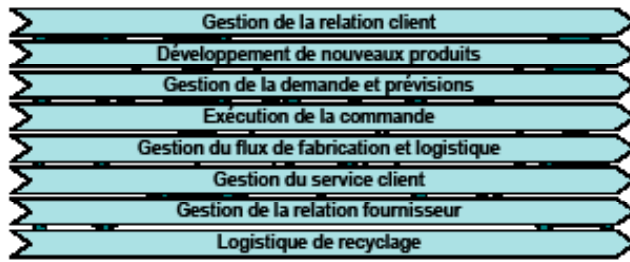 Gestion de la relation client
Développement de nouveaux produits
Gestion de la demande et prévisions
Exécution de la commande
Gestion du flux de fabrication et logistique
Gestion du service client
Gestion de la relation fournisseur
Logistique de recyclage